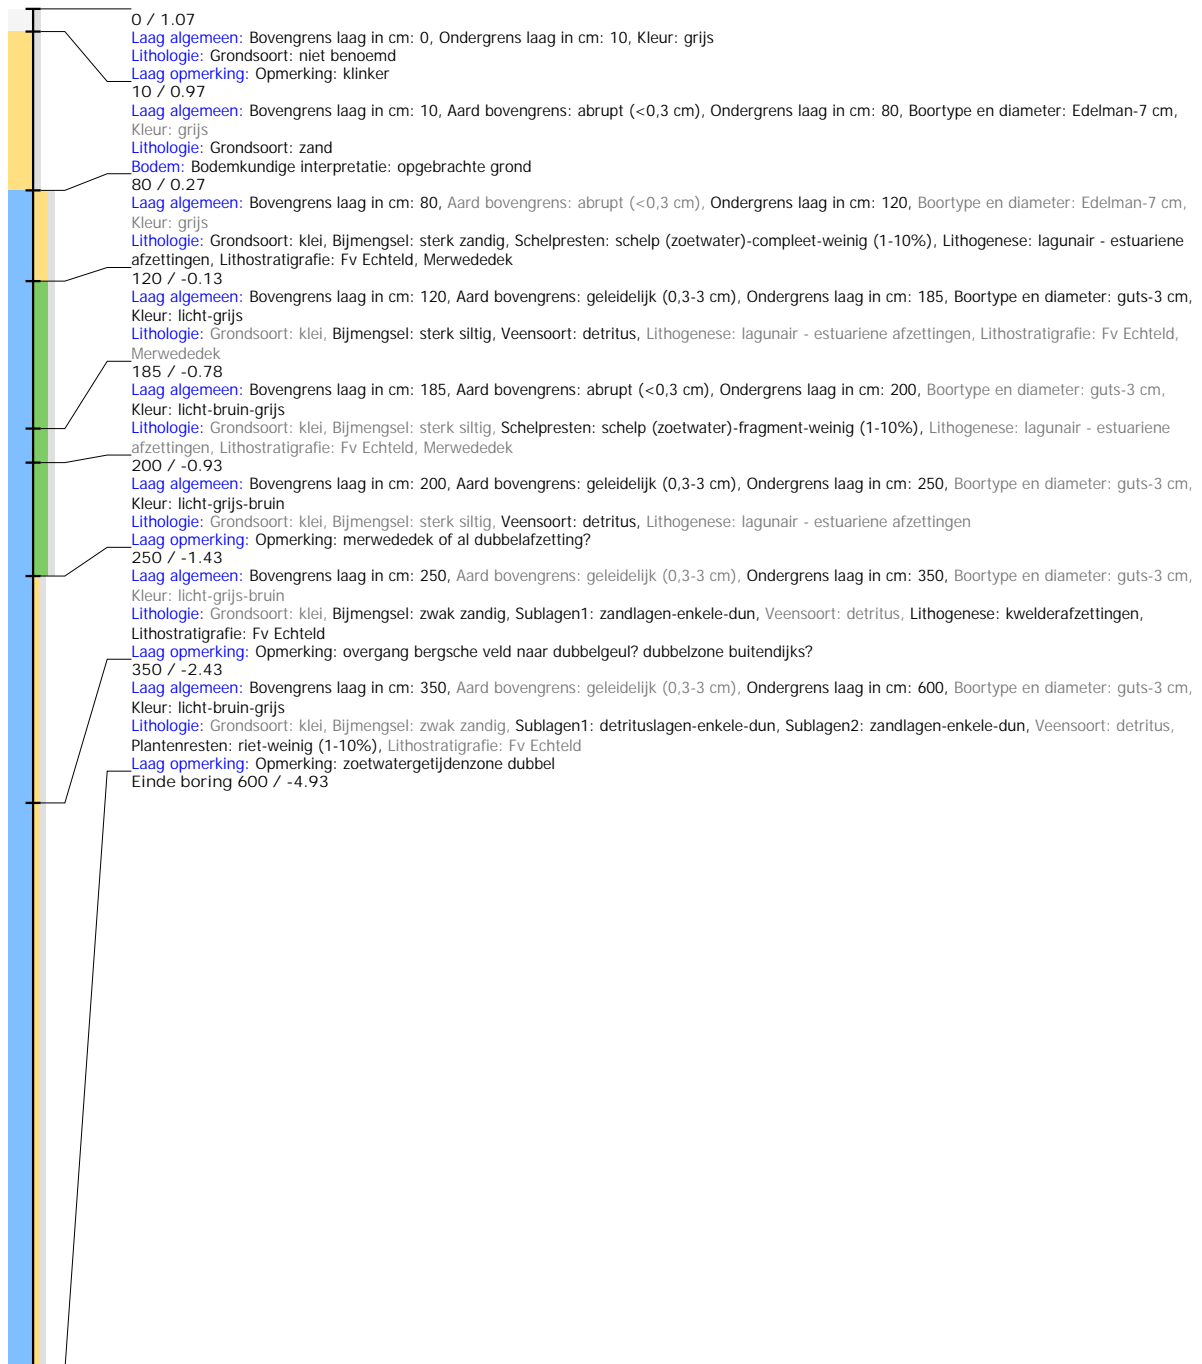 0 / 1.07
Laag algemeen: Bovengrens laag in cm: 0, Ondergrens laag in cm: 10, Kleur: grijs
Lithologie: Grondsoort: niet benoemd
Laag opmerking: Opmerking: klinker
10 / 0.97
Laag algemeen: Bovengrens laag in cm: 10, Aard bovengrens: abrupt (<0,3 cm), Ondergrens laag in cm: 80, Boortype en diameter: Edelman-7 cm,
Kleur: grijs
Lithologie: Grondsoort: zand
Bodem: Bodemkundige interpretatie: opgebrachte grond
80 / 0.27
Laag algemeen: Bovengrens laag in cm: 80, Aard bovengrens: abrupt (<0,3 cm), Ondergrens laag in cm: 120, Boortype en diameter: Edelman-7 cm,
Kleur: grijs
Lithologie: Grondsoort: klei, Bijmengsel: sterk zandig, Schelpresten: schelp (zoetwater)-compleet-weinig (1-10%), Lithogenese: lagunair - estuariene
afzettingen, Lithostratigrafie: Fv Echteld, Merwededek
120 / -0.13
Laag algemeen: Bovengrens laag in cm: 120, Aard bovengrens: geleidelijk (0,3-3 cm), Ondergrens laag in cm: 185, Boortype en diameter: guts-3 cm,
Kleur: licht-grijs
Lithologie: Grondsoort: klei, Bijmengsel: sterk siltig, Veensoort: detritus, Lithogenese: lagunair - estuariene afzettingen, Lithostratigrafie: Fv Echteld,
Merwededek
185 / -0.78
Laag algemeen: Bovengrens laag in cm: 185, Aard bovengrens: abrupt (<0,3 cm), Ondergrens laag in cm: 200, Boortype en diameter: guts-3 cm,
Kleur: licht-bruin-grijs
Lithologie: Grondsoort: klei, Bijmengsel: sterk siltig, Schelpresten: schelp (zoetwater)-fragment-weinig (1-10%), Lithogenese: lagunair - estuariene
afzettingen, Lithostratigrafie: Fv Echteld, Merwededek
200 / -0.93
Laag algemeen: Bovengrens laag in cm: 200, Aard bovengrens: geleidelijk (0,3-3 cm), Ondergrens laag in cm: 250, Boortype en diameter: guts-3 cm,
Kleur: licht-grijs-bruin
Lithologie: Grondsoort: klei, Bijmengsel: sterk siltig, Veensoort: detritus, Lithogenese: lagunair - estuariene afzettingen
Laag opmerking: Opmerking: merwededek of al dubbelafzetting?
250 / -1.43
Laag algemeen: Bovengrens laag in cm: 250, Aard bovengrens: geleidelijk (0,3-3 cm), Ondergrens laag in cm: 350, Boortype en diameter: guts-3 cm,
Kleur: licht-grijs-bruin
Lithologie: Grondsoort: klei, Bijmengsel: zwak zandig, Sublagen1: zandlagen-enkele-dun, Veensoort: detritus, Lithogenese: kwelderafzettingen,
Lithostratigrafie: Fv Echteld
Laag opmerking: Opmerking: overgang bergsche veld naar dubbelgeul? dubbelzone buitendijks?
350 / -2.43
Laag algemeen: Bovengrens laag in cm: 350, Aard bovengrens: geleidelijk (0,3-3 cm), Ondergrens laag in cm: 600, Boortype en diameter: guts-3 cm,
Kleur: licht-bruin-grijs
Lithologie: Grondsoort: klei, Bijmengsel: zwak zandig, Sublagen1: detrituslagen-enkele-dun, Sublagen2: zandlagen-enkele-dun, Veensoort: detritus,
Plantenresten: riet-weinig (1-10%), Lithostratigrafie: Fv Echteld
Laag opmerking: Opmerking: zoetwatergetijdenzone dubbel
Einde boring 600 / -4.93